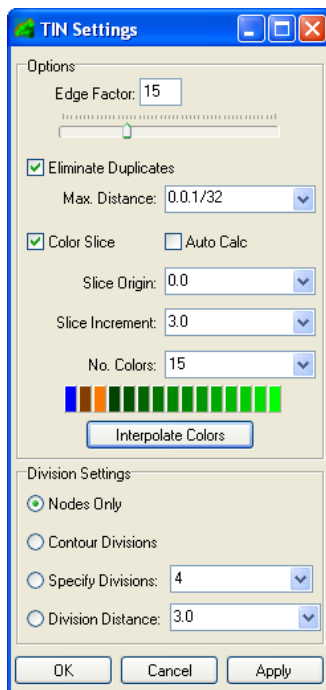 TIN Settings
Options
Edge Factor: 15
Eliminate Duplicates
Max. Distance: 0.0.1/32
Color Slice Auto Calc
Slice Origin: 0.0
Slice Increment: 3.0
No. Colors: 15
Interpolate Colors
Division Settings
Nodes Only
Contour Divisions
Specify Divisions: 4
Division Distance: 3.0
OK Cancel Apply